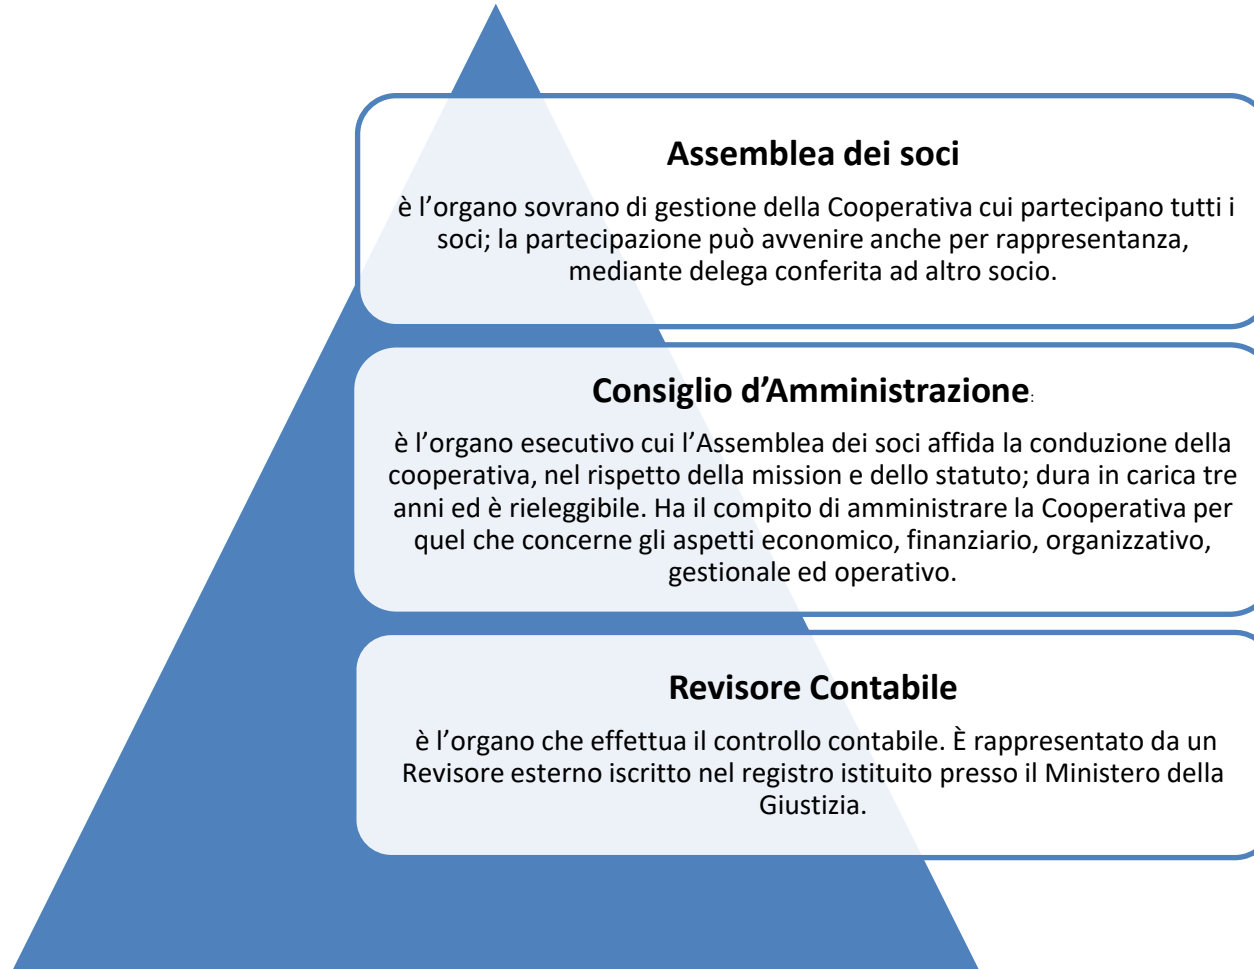 Assemblea dei soci
è l’organo sovrano di gestione della Cooperativa cui partecipano tutti i
soci; la partecipazione può avvenire anche per rappresentanza,
mediante delega conferita ad altro socio.
Consiglio d’Amministrazione:
è l’organo esecutivo cui l’Assemblea dei soci affida la conduzione della
cooperativa, nel rispetto della mission e dello statuto; dura in carica tre
anni ed è rieleggibile. Ha il compito di amministrare la Cooperativa per
quel che concerne gli aspetti economico, finanziario, organizzativo,
gestionale ed operativo.
Revisore Contabile
è l’organo che effettua il controllo contabile. È rappresentato da un
Revisore esterno iscritto nel registro istituito presso il Ministero della
Giustizia.